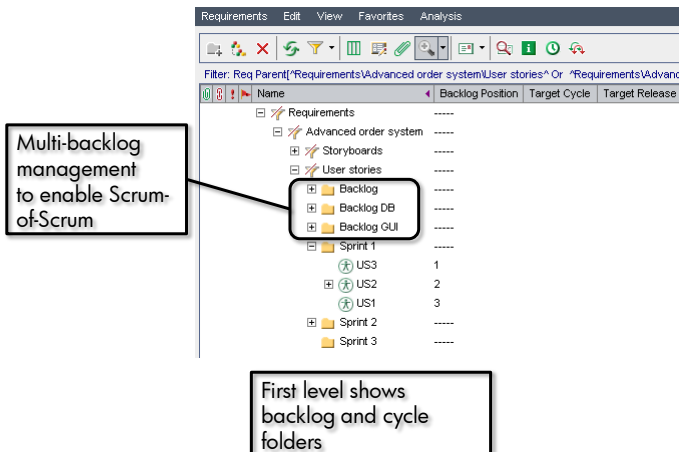 Requirements Edit View Favorites Analysis
Filter: Req Parent[^Requirements\Advanced order system\User stories^ Or ^Requirements\Advanc
Name Backlog Position Target Cycle Target Release
Requirements -----
Advanced order system -----
Storyboards -----
User stories -----
Backlog -----
Backlog DB -----
Backlog GUI -----
Sprint 1 -----
US3 1
US2 2
US1 3
Sprint 2 -----
Sprint 3 -----
Multi-backlog
management
to enable Scrum-
of-Scrum
First level shows
backlog and cycle
folders